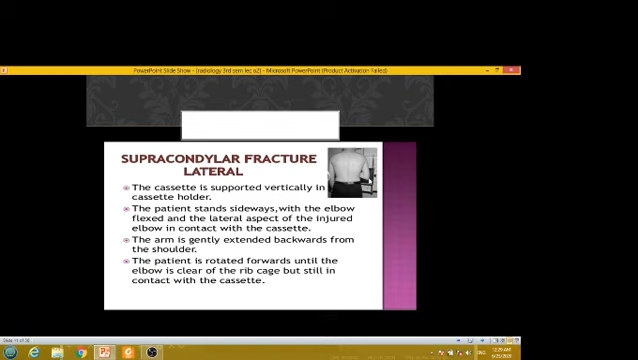 PowerPoint Slide Show - [radiology 3rd sem lec o2] - Microsoft PowerPoint (Product Activation Failed)
SUPRACONDYLAR FRACTURE
LATERAL
The cassette is supported vertically in
cassette holder.
The patient stands sideways,with the elbow
flexed and the lateral aspect of the injured
elbow in contact with the cassette.
The arm is gently extended backwards from
the shoulder.
The patient is rotated forwards until the
elbow is clear of the rib cage but still in
contact with the cassette.